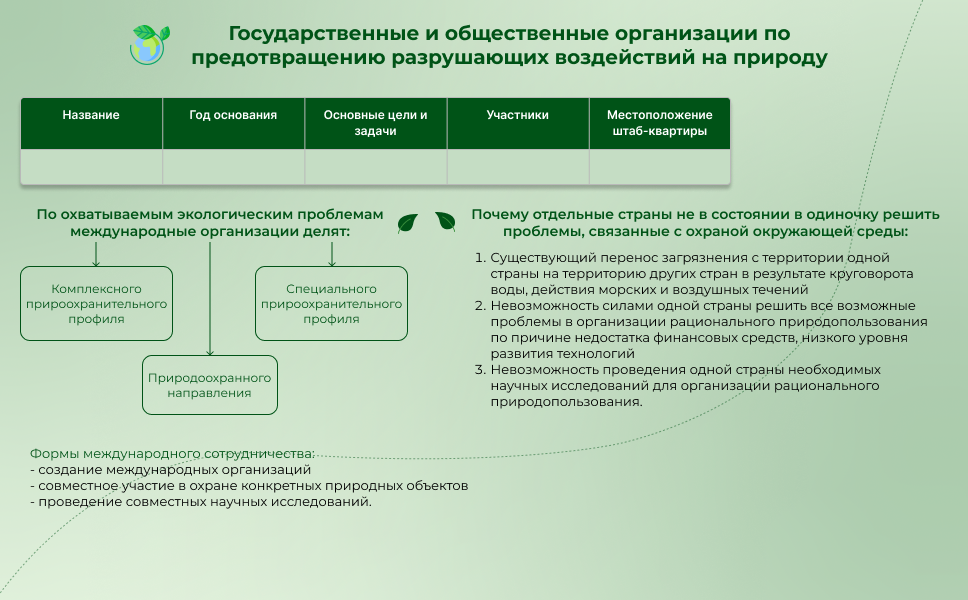 Государственные и общественные организации по
предотвращению разрушающих воздействий на природу
Название
Год основания
Основные цели и
задачи
Участники
Местоположение
штаб-квартиры
По охватываемым экологическим проблемам
международные организации делят:
Комплексного
прироохранительного
профиля
Специального
прироохранительного
профиля
Природоохранного
направления
Почему отдельные страны не в состоянии в одиночку решить
проблемы, связанные с охраной окружающей среды:
1. Существующий перенос загрязнения с территории одной
страны на территорию других стран в результате круговорота
воды, действия морских и воздушных течений
2. Невозможность силами одной страны решить все возможные
проблемы в организации рационального природопользования
по причине недостатка финансовых средств, низкого уровня
развития технологий
3. Невозможность проведения одной страны необходимых
научных исследований для организации рационального
природопользования.
Формы международного сотрудничества:
- создание международных организаций
- совместное участие в охране конкретных природных объектов
- проведение совместных научных исследований.